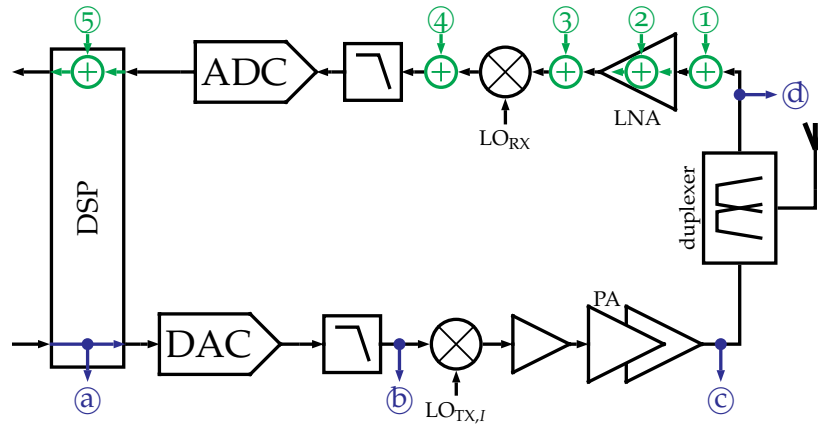 ⑤
④
③
②
①
ADC
LNA
LO_RX
ⓓ
DSP
duplexer
PA
DAC
LO_TX,I
ⓐ
ⓑ
ⓒ